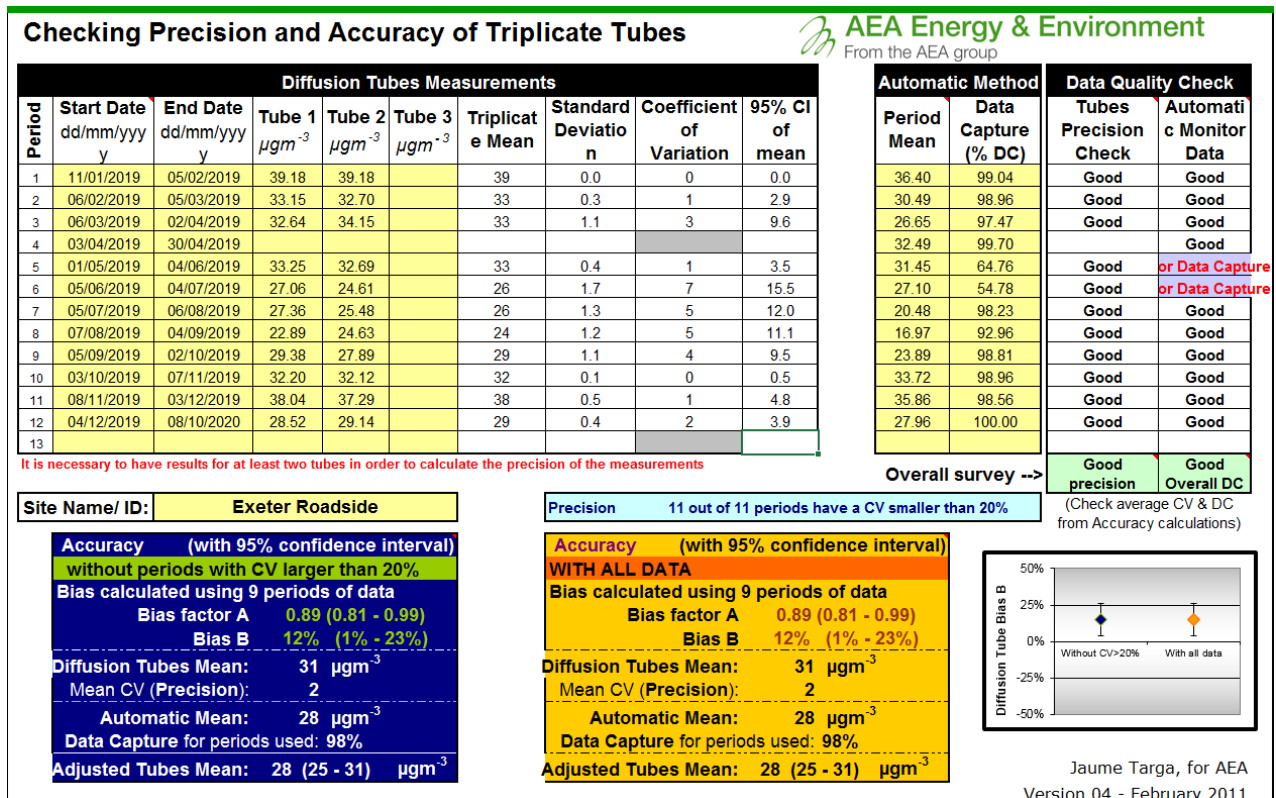 Checking Precision and Accuracy of Triplicate Tubes
AEA Energy & Environment
From the AEA group
Diffusion Tubes Measurements
Automatic Method
Data Quality Check
Period
Start Date dd/mm/yyyy
End Date dd/mm/yyyy
Tube 1 µgm-3
Tube 2 µgm-3
Tube 3 µgm-3
Triplicate Mean
Standard Deviation
Coefficient of Variation
95% CI of mean
Period Mean
Data Capture (% DC)
Tubes Precision Check
Automatic Monitor Data
1 11/01/2019 05/02/2019 39.18 39.18 39 0.0 0 0.0 36.40 99.04 Good Good
2 06/02/2019 05/03/2019 33.15 32.70 33 0.3 1 2.9 30.49 98.96 Good Good
3 06/03/2019 02/04/2019 32.64 34.15 33 1.1 3 9.6 26.65 97.47 Good Good
4 03/04/2019 30/04/2019 32.49 99.70 Good
5 01/05/2019 04/06/2019 33.25 32.69 33 0.4 1 3.5 31.45 64.76 Good or Data Capture
6 05/06/2019 04/07/2019 27.06 24.61 26 1.7 7 15.5 27.10 54.78 Good or Data Capture
7 05/07/2019 06/08/2019 27.36 25.48 26 1.3 5 12.0 20.48 98.23 Good Good
8 07/08/2019 04/09/2019 22.89 24.63 24 1.2 5 11.1 16.97 92.96 Good Good
9 05/09/2019 02/10/2019 29.38 27.89 29 1.1 4 9.5 23.89 98.81 Good Good
10 03/10/2019 07/11/2019 32.20 32.12 32 0.1 0 0.5 33.72 98.96 Good Good
11 08/11/2019 03/12/2019 38.04 37.29 38 0.5 1 4.8 35.86 98.56 Good Good
12 04/12/2019 08/10/2020 28.52 29.14 29 0.4 2 3.9 27.96 100.00 Good Good
13
It is necessary to have results for at least two tubes in order to calculate the precision of the measurements
Overall survey --> Good precision Good Overall DC
Site Name/ ID: Exeter Roadside
Precision 11 out of 11 periods have a CV smaller than 20%
(Check average CV & DC
from Accuracy calculations)
Accuracy (with 95% confidence interval)
without periods with CV larger than 20%
Bias calculated using 9 periods of data
Bias factor A 0.89 (0.81 - 0.99)
Bias B 12% (1% - 23%)
Diffusion Tubes Mean: 31 µgm-3
Mean CV (Precision): 2
Automatic Mean: 28 µgm-3
Data Capture for periods used: 98%
Adjusted Tubes Mean: 28 (25 - 31) µgm-3
Accuracy (with 95% confidence interval)
WITH ALL DATA
Bias calculated using 9 periods of data
Bias factor A 0.89 (0.81 - 0.99)
Bias B 12% (1% - 23%)
Diffusion Tubes Mean: 31 µgm-3
Mean CV (Precision): 2
Automatic Mean: 28 µgm-3
Data Capture for periods used: 98%
Adjusted Tubes Mean: 28 (25 - 31) µgm-3
Diffusion Tube Bias B
50%
25%
0%
-25%
-50%
Without CV>20%
With all data
Jaume Targa, for AEA
Version 04 - February 2011